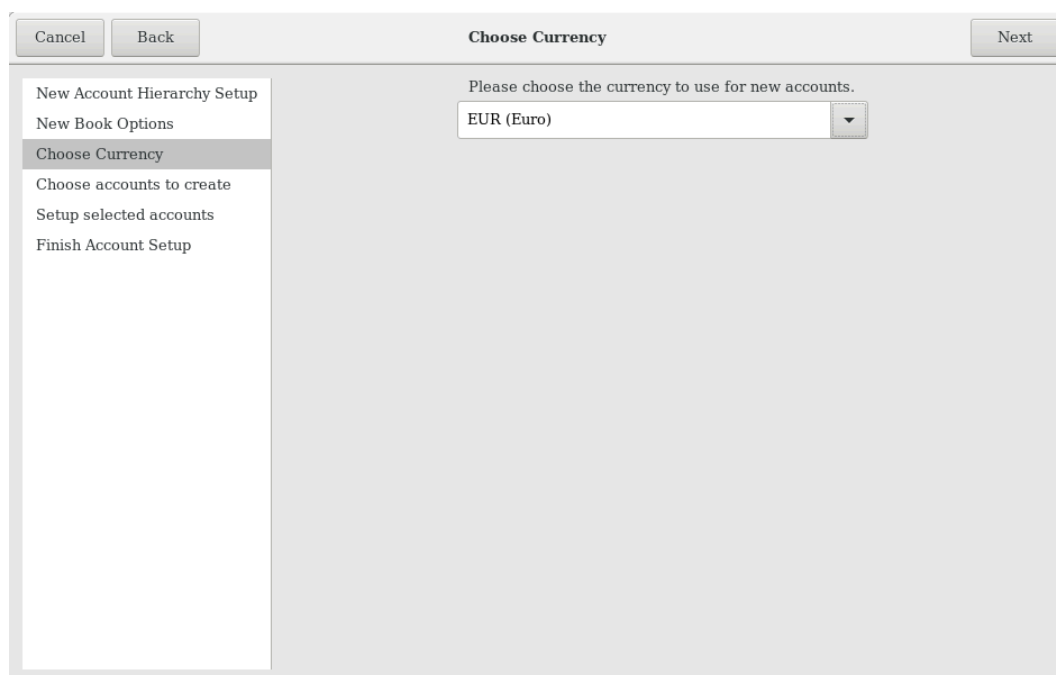 Cancel Back Choose Currency Next
New Account Hierarchy Setup
New Book Options
Choose Currency
Choose accounts to create
Setup selected accounts
Finish Account Setup
Please choose the currency to use for new accounts.
EUR (Euro)